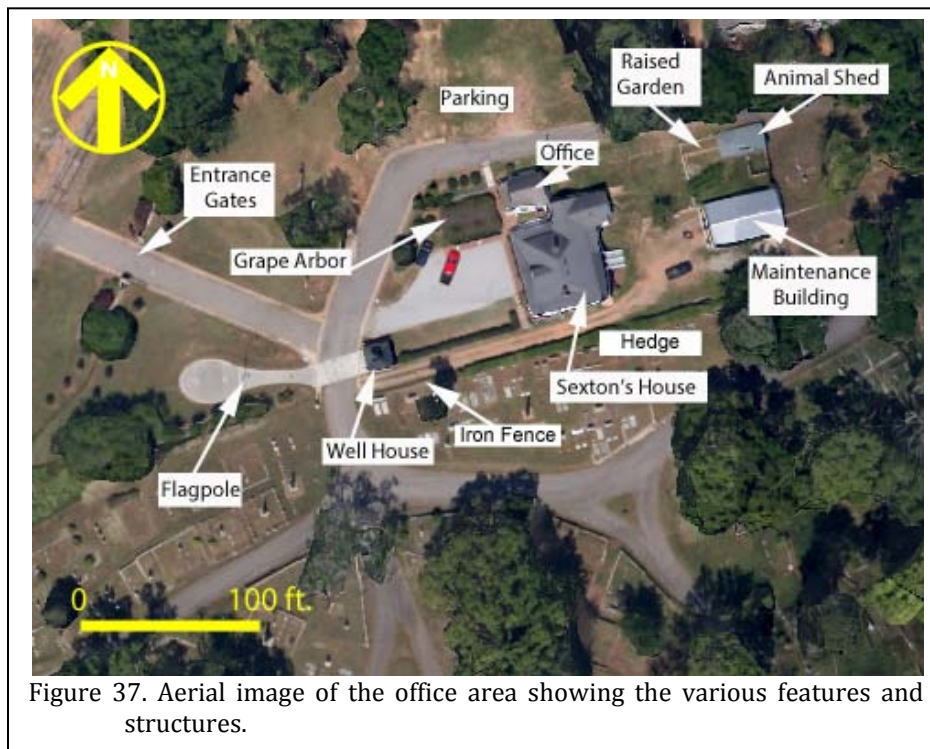 N
Parking
Raised
Garden
Animal Shed
Office
Entrance
Gates
Grape Arbor
Maintenance
Building
Hedge
Sexton's House
Well House
Iron Fence
Flagpole
0 100 ft.
Figure 37. Aerial image of the office area showing the various features and
structures.